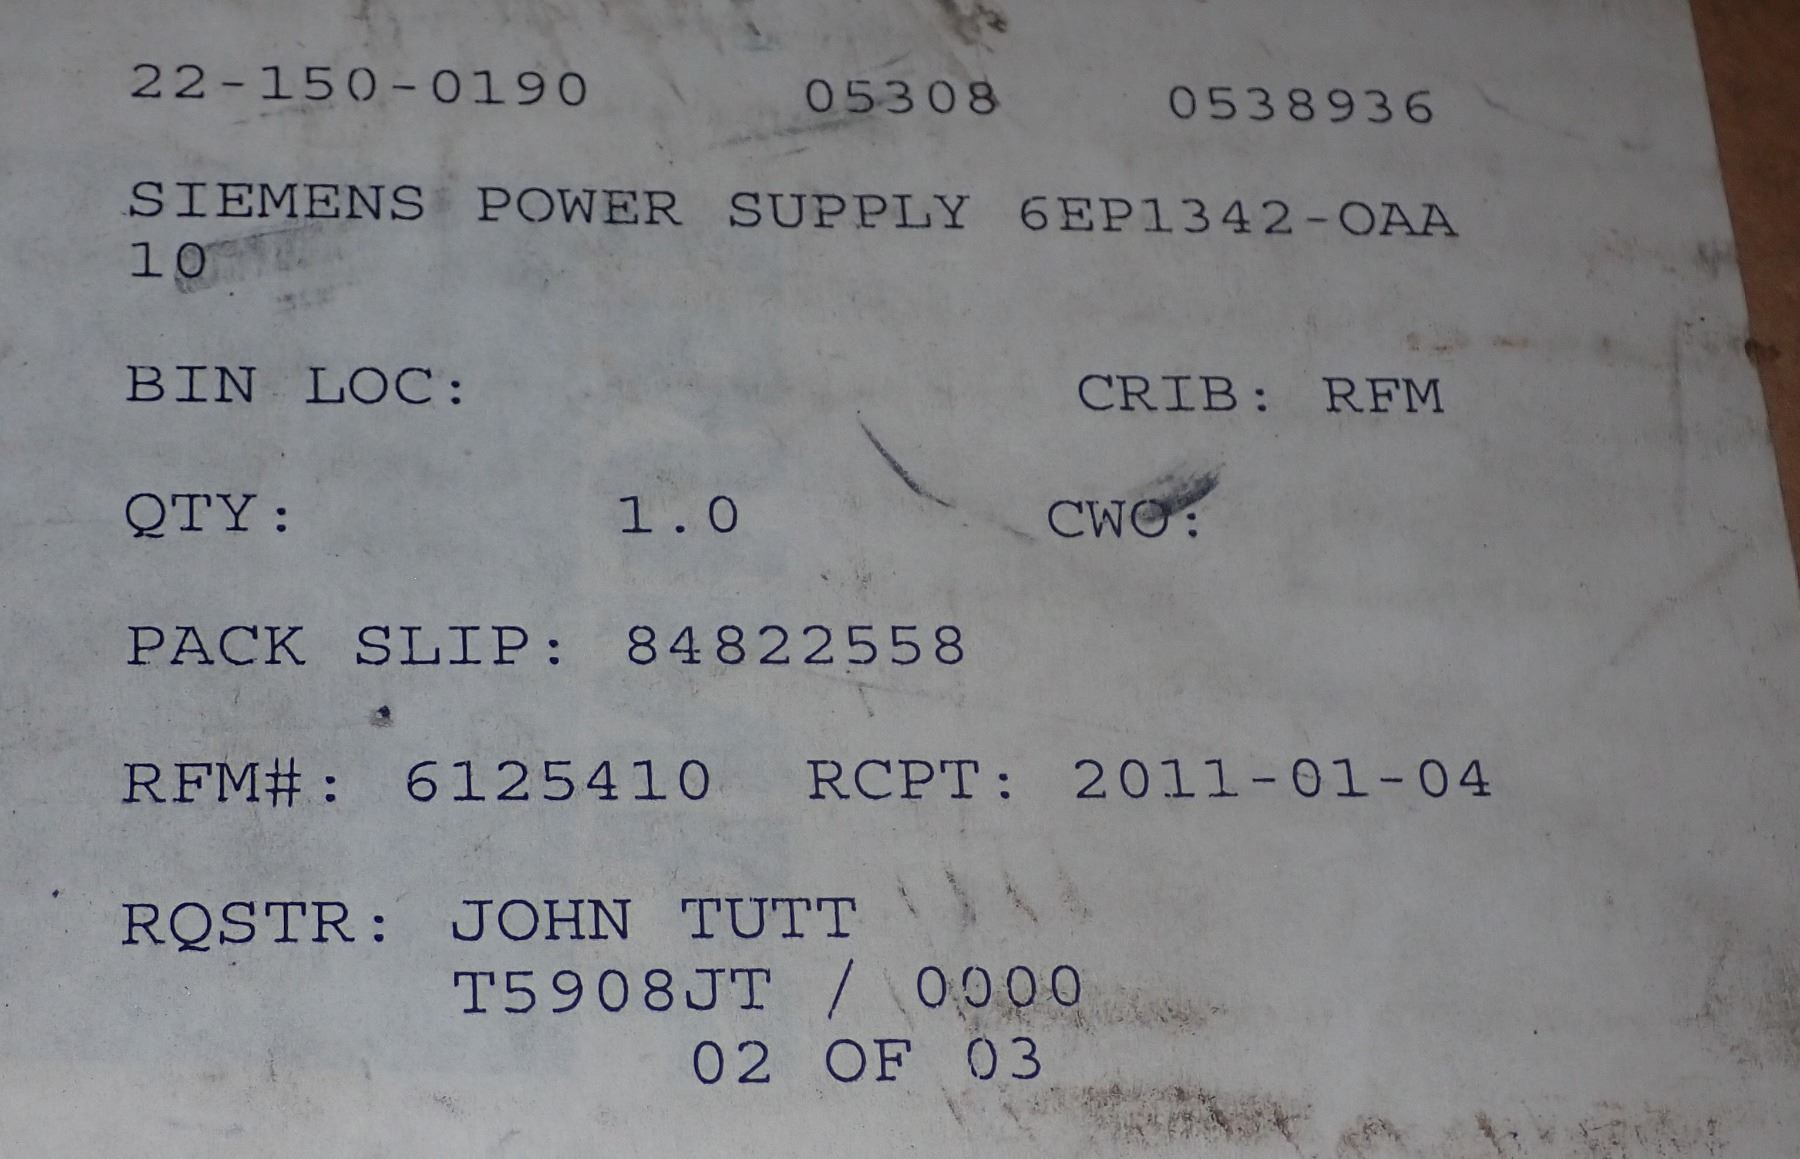 22-150-0190 05308 0538936
SIEMENS POWER SUPPLY 6EP1342-OAA
10
BIN LOC: CRIB: RFM
QTY: 1.0 CWO:
PACK SLIP: 84822558
RFM#: 6125410 RCPT: 2011-01-04
RQSTR: JOHN TUTT
T5908JT / 0000
02 OF 03